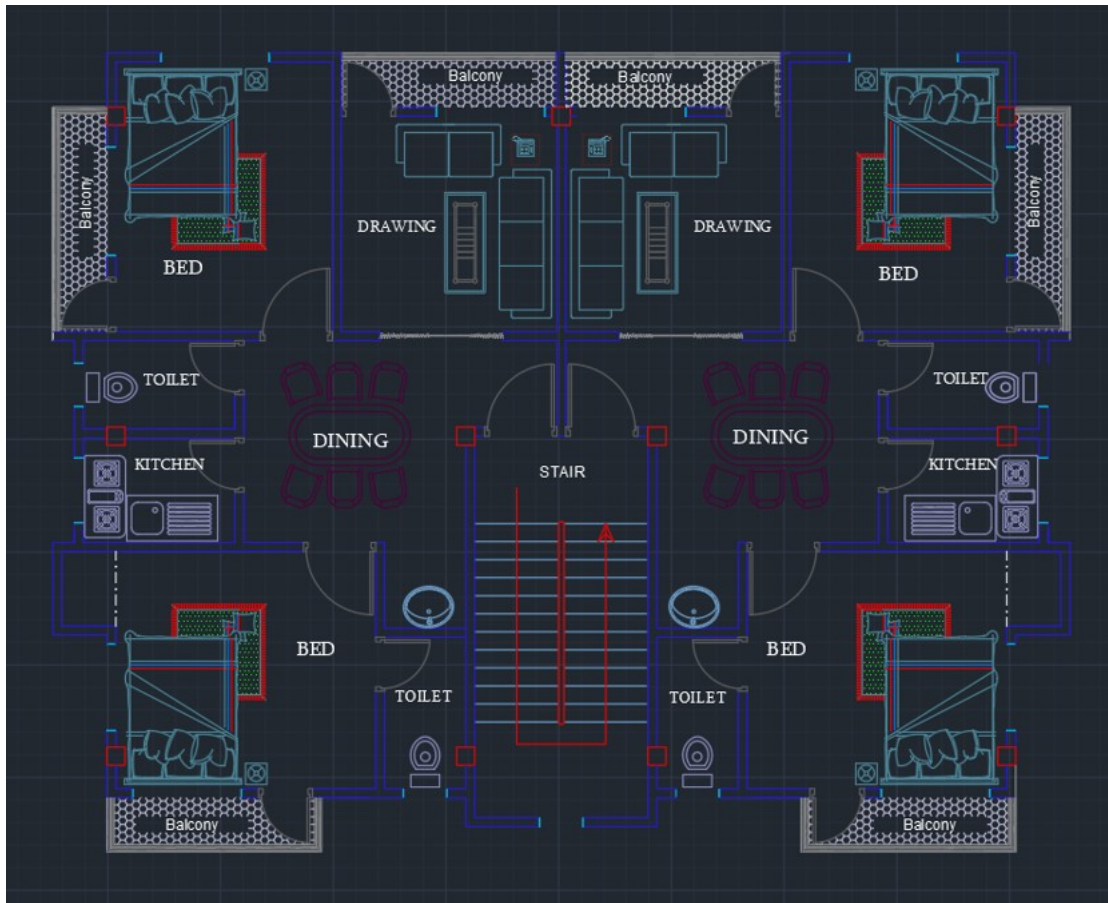 Balcony
Balcony
Balcony
Balcony
DRAWING
DRAWING
BED
BED
TOILET
TOILET
DINING
DINING
KITCHEN
KITCHEN
STAIR
BED
BED
TOILET
TOILET
Balcony
Balcony